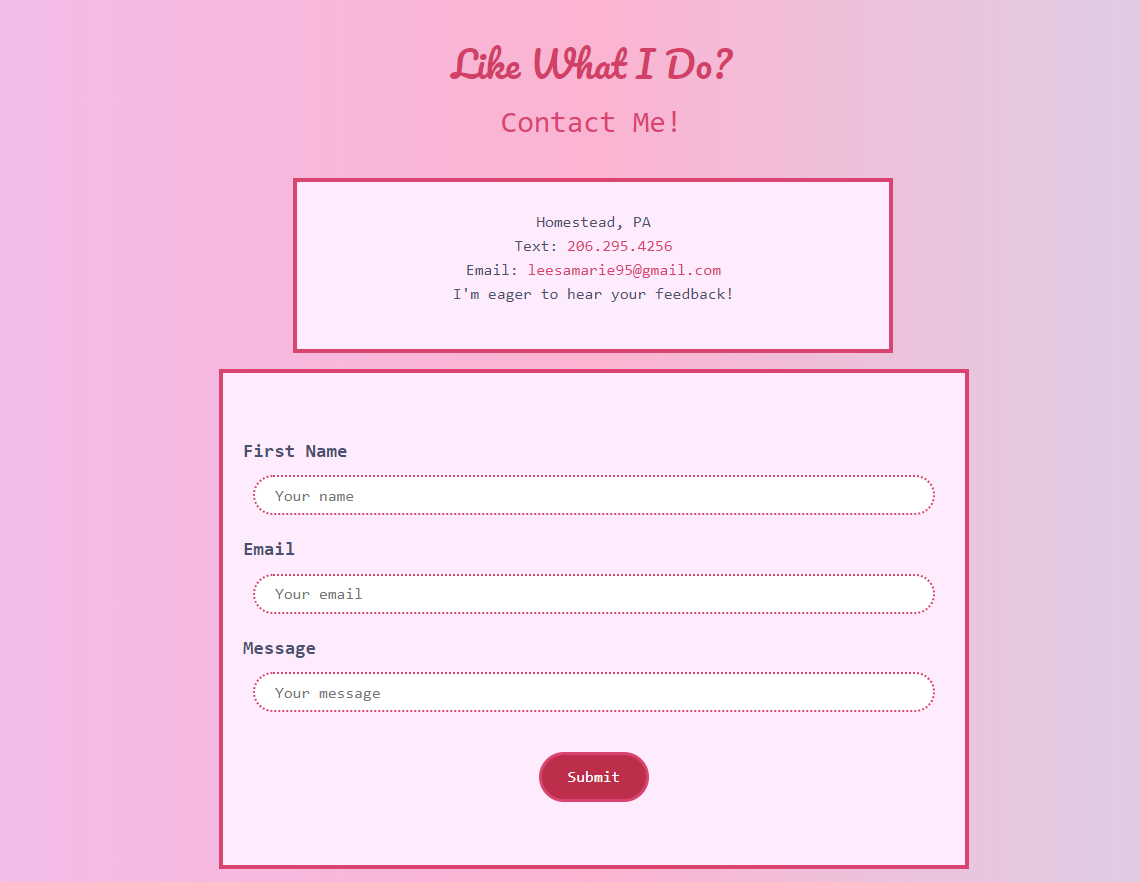 Like What I Do?
Contact Me!
Homestead, PA
Text: 206.295.4256
Email: leesamarie95@gmail.com
I'm eager to hear your feedback!
First Name
Your name
Email
Your email
Message
Your message
Submit